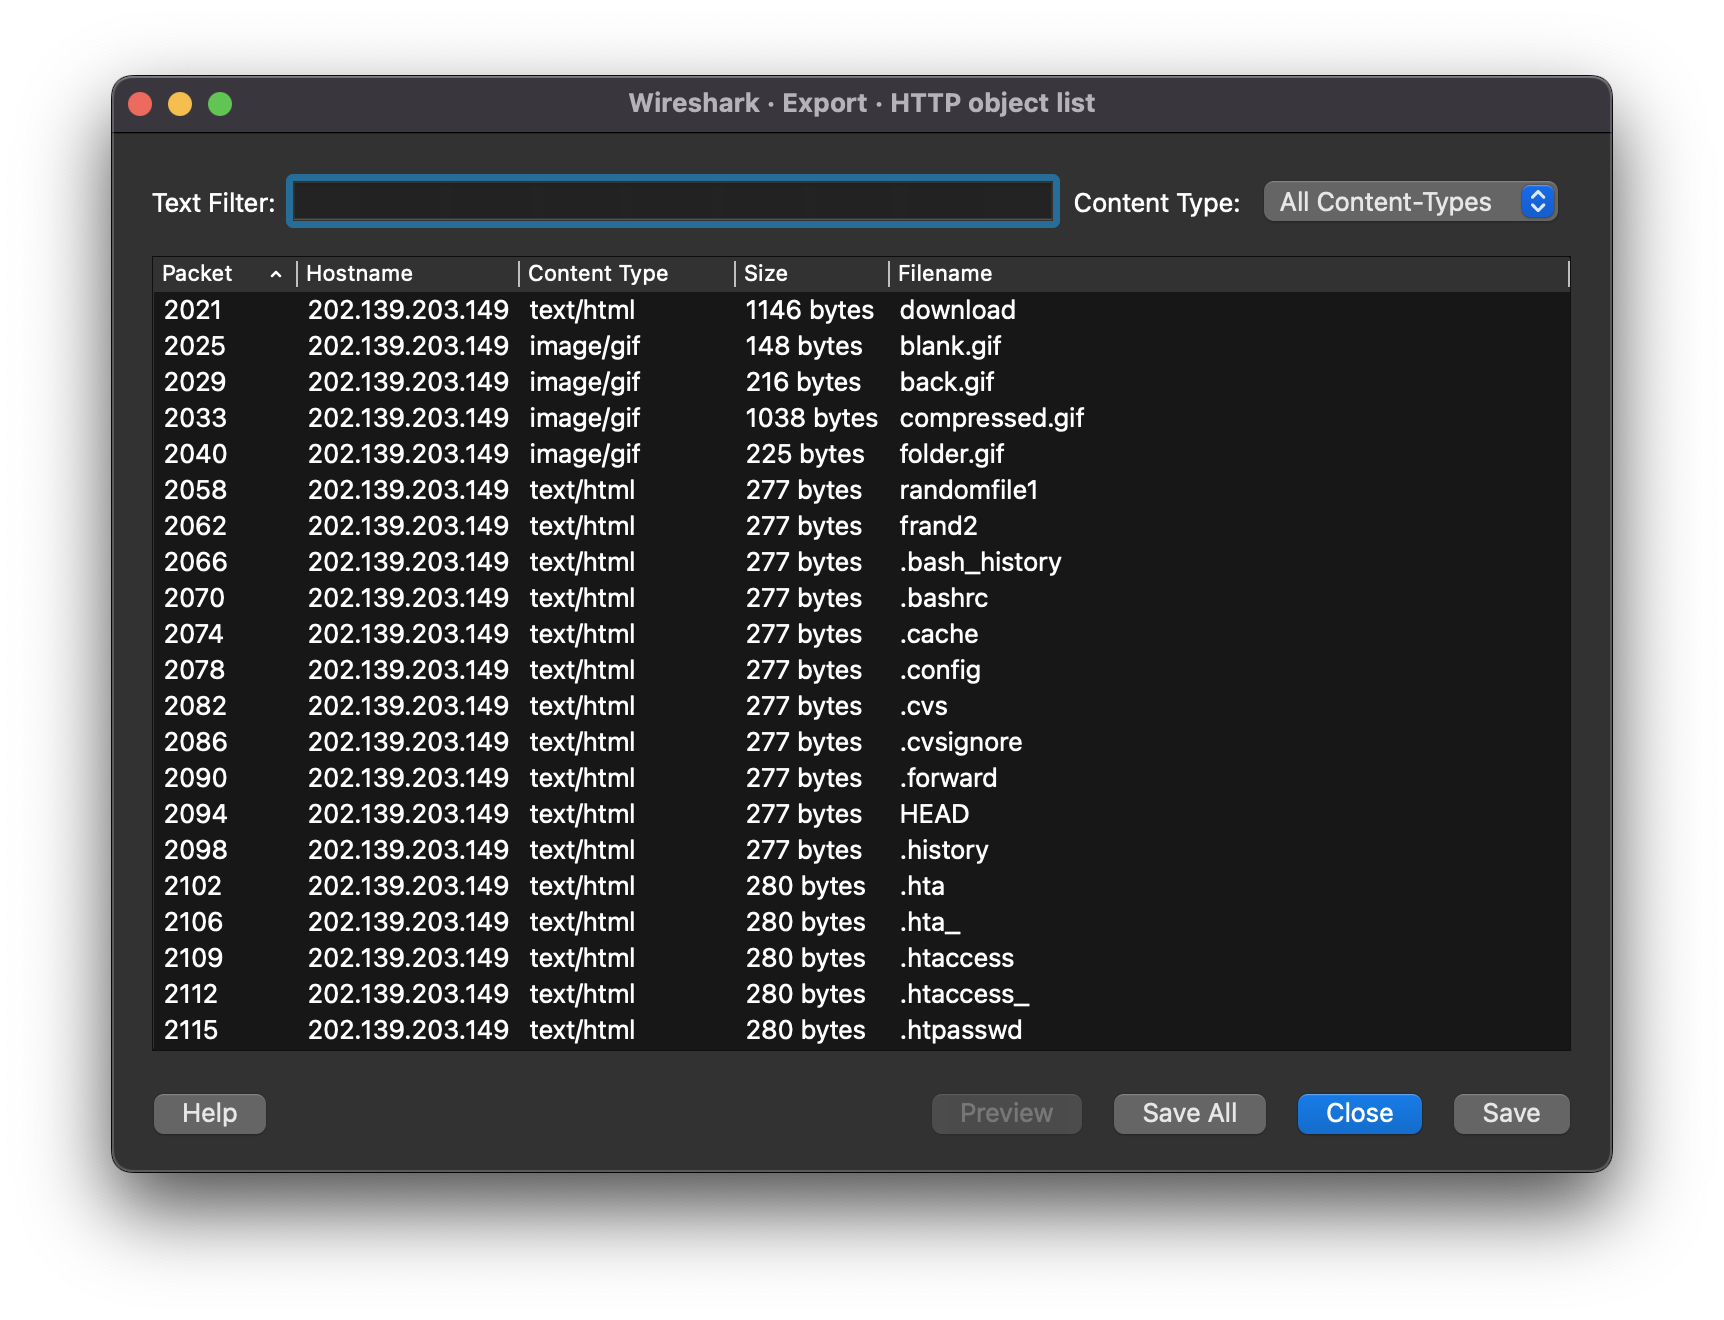 Wireshark · Export · HTTP object list
Text Filter: Content Type: All Content-Types
Packet Hostname Content Type Size Filename
2021 202.139.203.149 text/html 1146 bytes download
2025 202.139.203.149 image/gif 148 bytes blank.gif
2029 202.139.203.149 image/gif 216 bytes back.gif
2033 202.139.203.149 image/gif 1038 bytes compressed.gif
2040 202.139.203.149 image/gif 225 bytes folder.gif
2058 202.139.203.149 text/html 277 bytes randomfile1
2062 202.139.203.149 text/html 277 bytes frand2
2066 202.139.203.149 text/html 277 bytes .bash_history
2070 202.139.203.149 text/html 277 bytes .bashrc
2074 202.139.203.149 text/html 277 bytes .cache
2078 202.139.203.149 text/html 277 bytes .config
2082 202.139.203.149 text/html 277 bytes .cvs
2086 202.139.203.149 text/html 277 bytes .cvsignore
2090 202.139.203.149 text/html 277 bytes .forward
2094 202.139.203.149 text/html 277 bytes HEAD
2098 202.139.203.149 text/html 277 bytes .history
2102 202.139.203.149 text/html 280 bytes .hta
2106 202.139.203.149 text/html 280 bytes .hta_
2109 202.139.203.149 text/html 280 bytes .htaccess
2112 202.139.203.149 text/html 280 bytes .htaccess_
2115 202.139.203.149 text/html 280 bytes .htpasswd
Help Preview Save All Close Save